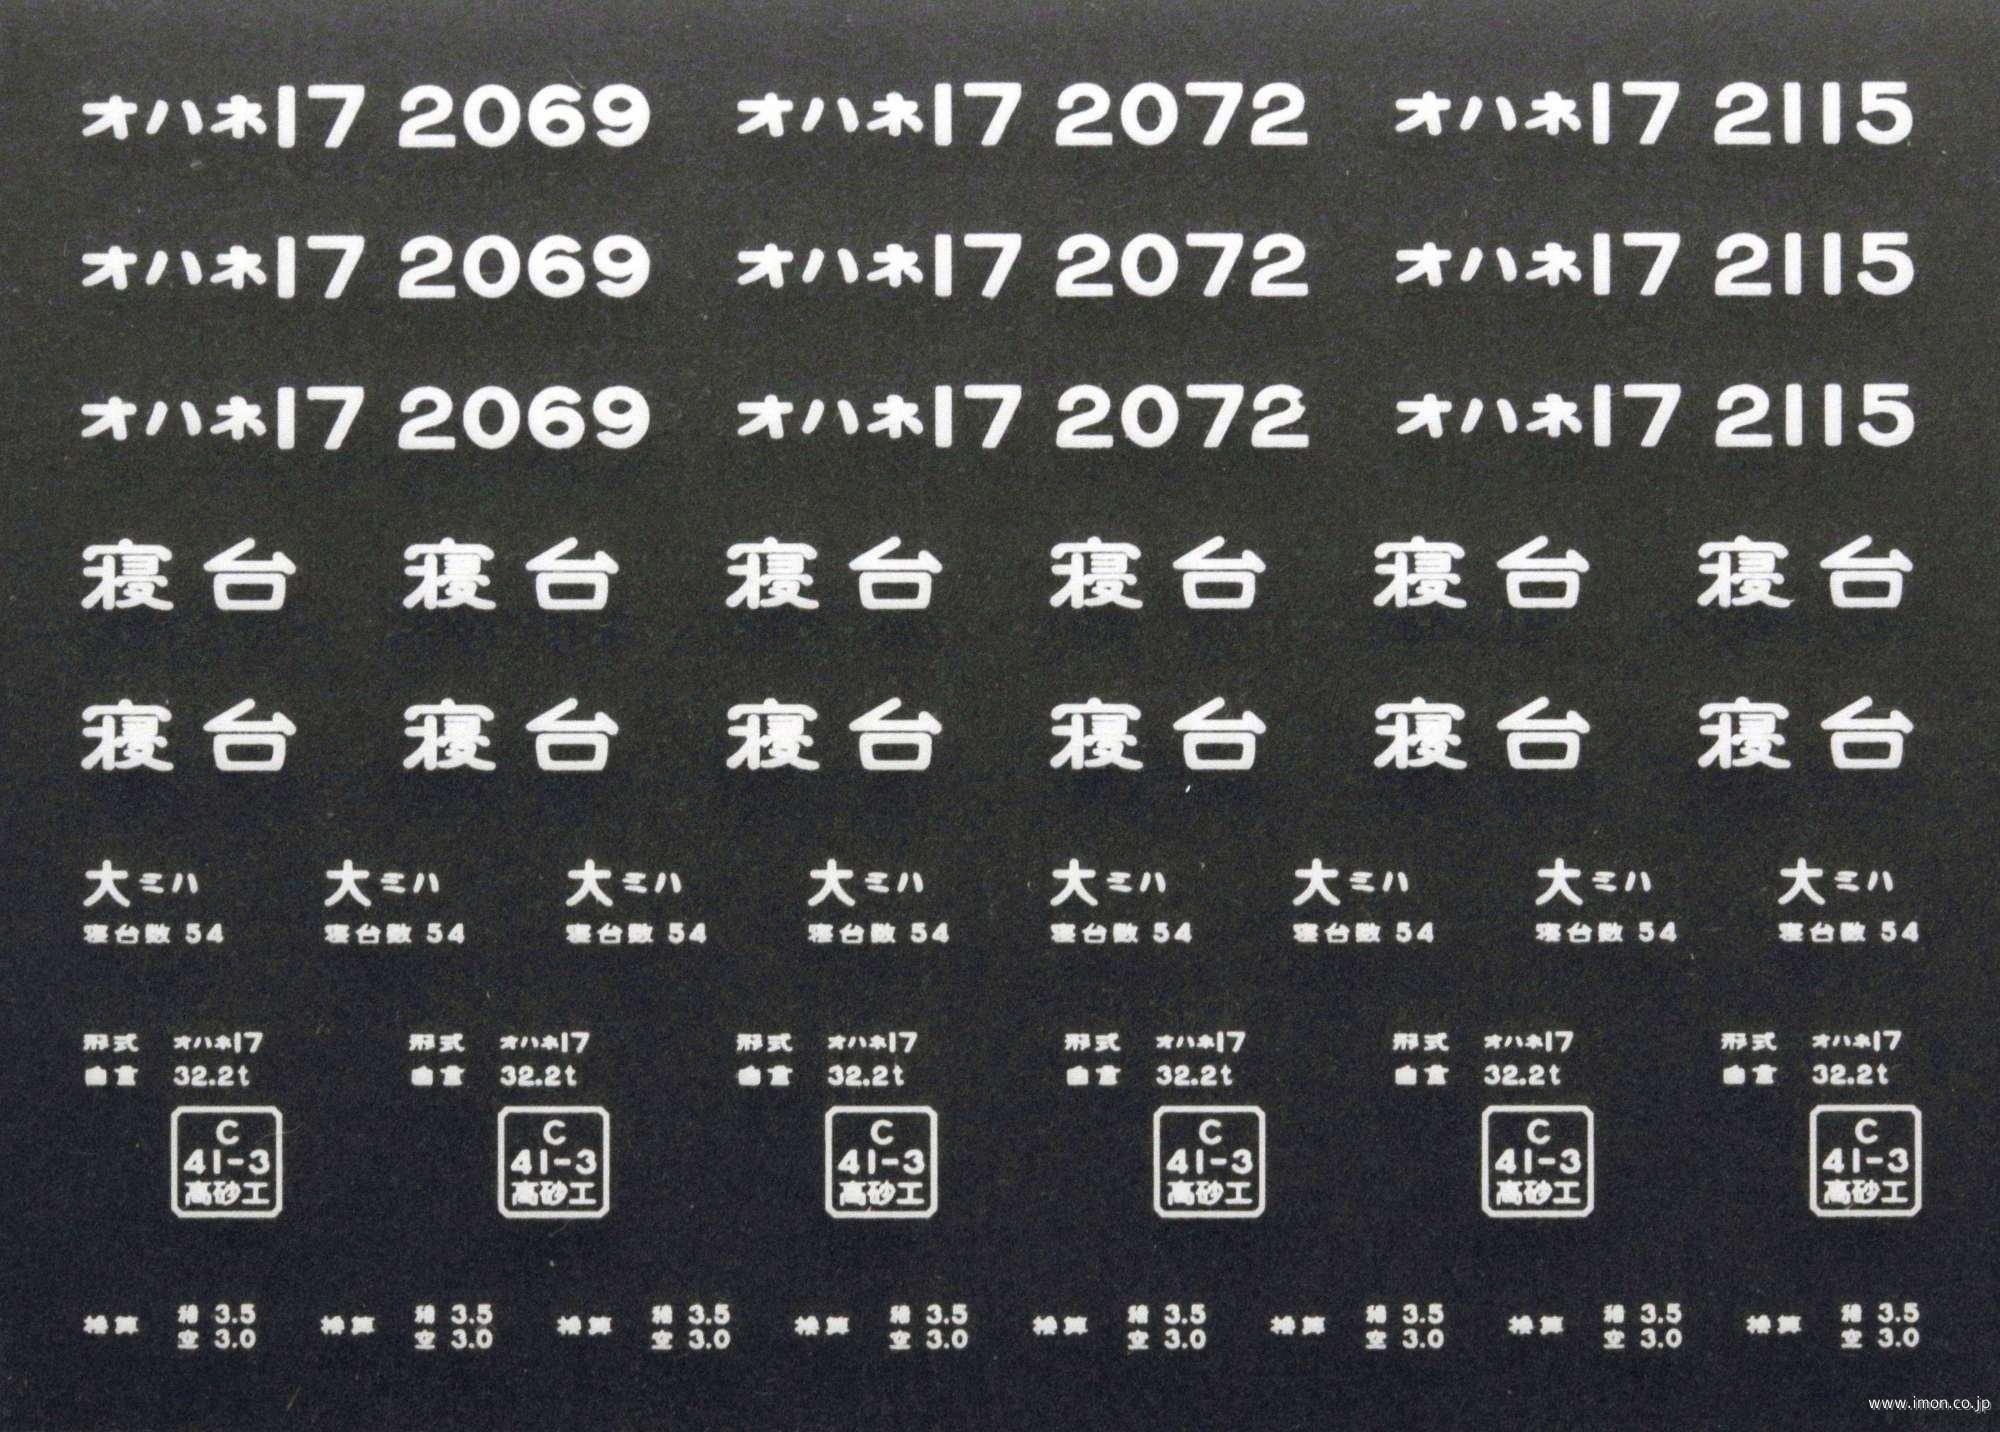 オハネ17 2069 オハネ17 2072 オハネ17 2115
オハネ17 2069 オハネ17 2072 オハネ17 2115
オハネ17 2069 オハネ17 2072 オハネ17 2115
寝台 寝台 寝台 寝台 寝台 寝台
寝台 寝台 寝台 寝台 寝台 寝台
大ミハ 大ミハ 大ミハ 大ミハ 大ミハ 大ミハ 大ミハ 大ミハ
寝台数 54 寝台数 54 寝台数 54 寝台数 54 寝台数 54 寝台数 54 寝台数 54 寝台数 54
形式 オハネ17 形式 オハネ17 形式 オハネ17 形式 オハネ17 形式 オハネ17 形式 オハネ17
自重 32.2t 自重 32.2t 自重 32.2t 自重 32.2t 自重 32.2t 自重 32.2t
C C C C C C
41-3 41-3 41-3 41-3 41-3 41-3
高砂工 高砂工 高砂工 高砂工 高砂工 高砂工
換算 積 3.5 換算 積 3.5 換算 積 3.5 換算 積 3.5 換算 積 3.5 換算 積 3.5 換算 積 3.5 換算 積 3.5
空 3.0 空 3.0 空 3.0 空 3.0 空 3.0 空 3.0 空 3.0 空 3.0
www.imon.co.jp